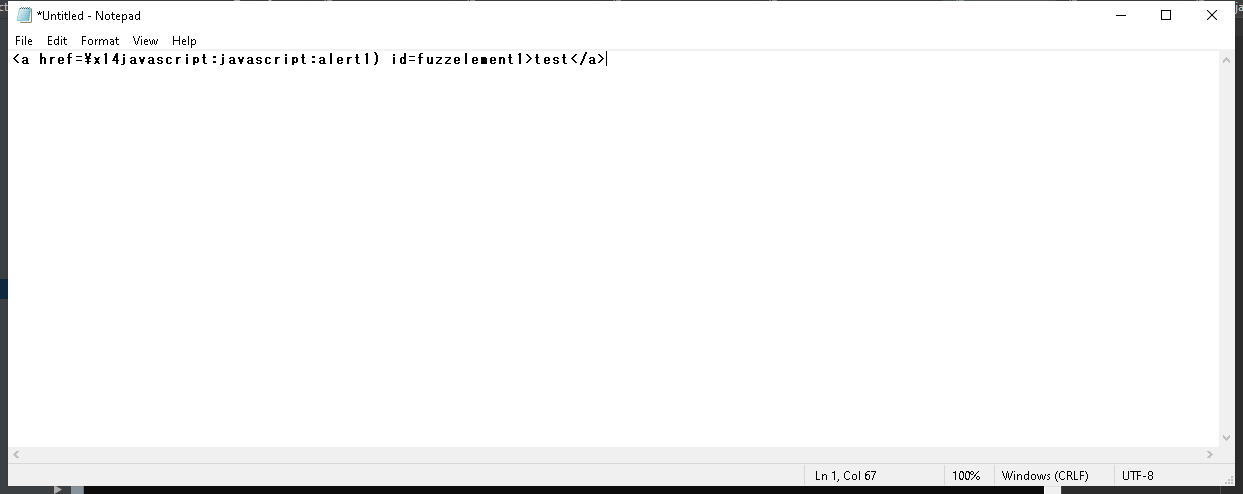 *Untitled - Notepad
File Edit Format View Help
<a href=¥x14javascript:javascript:alert1) id=fuzzelement1>test</a>
Ln 1, Col 67 100% Windows (CRLF) UTF-8